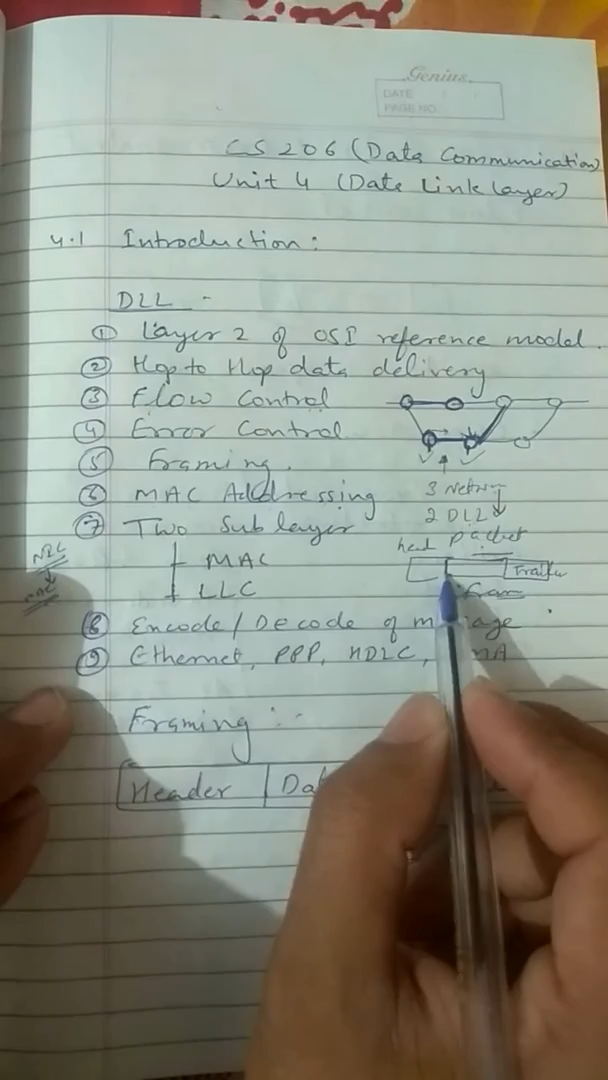 Genius
DATE
PAGE NO
CS 206 (Data Communication)
Unit 4 (Data Link layer)
4.1 Introduction:
DLL -
① Layer 2 of OSI reference model.
② Hop to Hop data delivery
③ Flow Control
④ Error Control
⑤ Framing.
⑥ MAC Addressing
3 Netw
⑦ Two Sub layer
2 DLL
head packet
MAC
Trailer
LLC
⑧ Encode/Decode of
⑨ Ethernet, PPP, HDLC,
Framing :-
Header